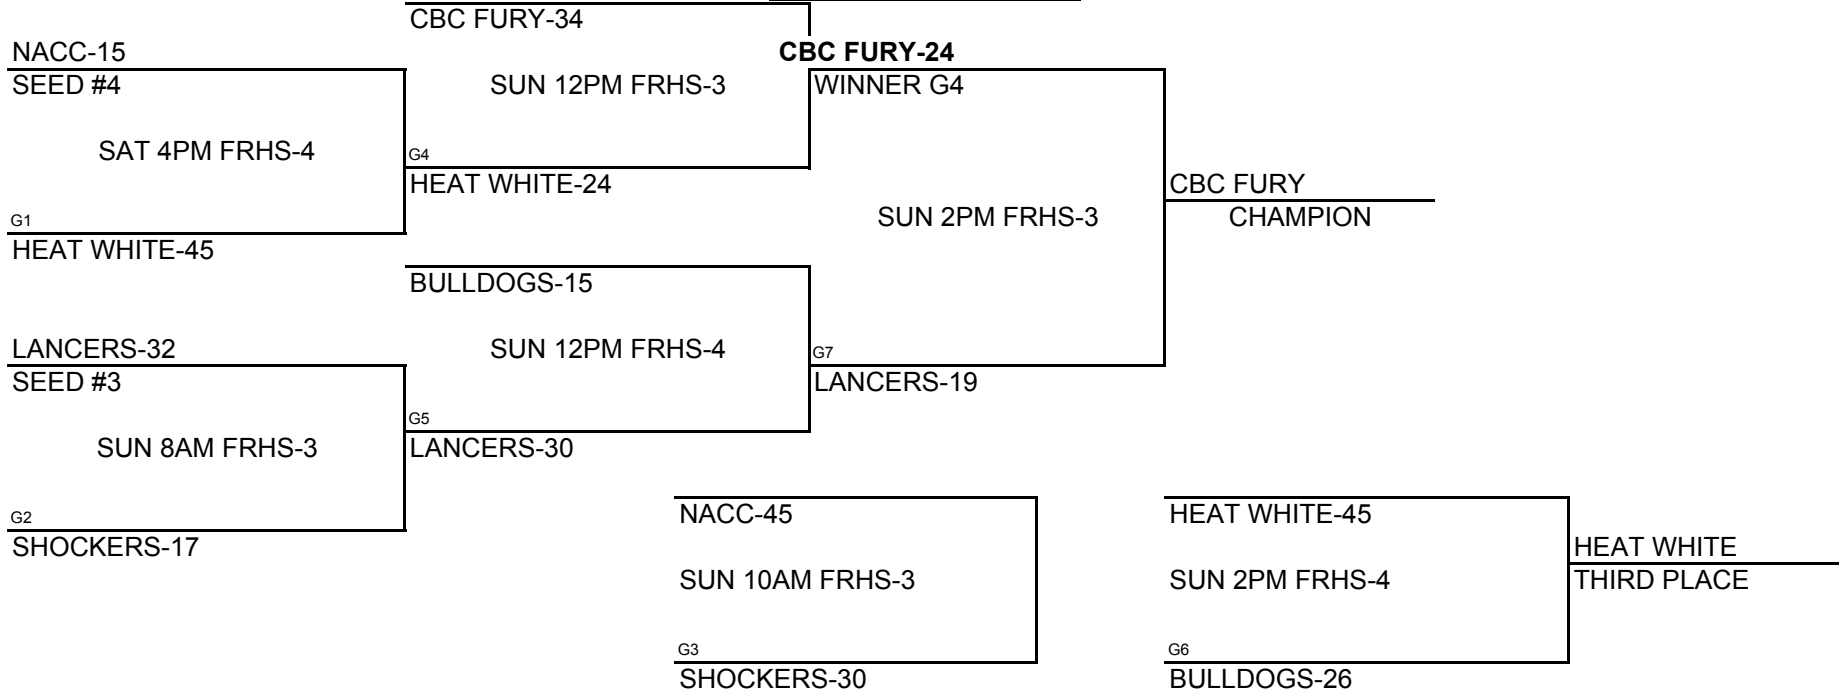 CBC FURY-34
NACC-15
CBC FURY-24
SEED #4
SUN 12PM FRHS-3
WINNER G4
SAT 4PM FRHS-4
G4
HEAT WHITE-24
CBC FURY
G1
SUN 2PM FRHS-3
CHAMPION
HEAT WHITE-45
BULLDOGS-15
LANCERS-32
SUN 12PM FRHS-4
G7
SEED #3
LANCERS-19
G5
SUN 8AM FRHS-3
LANCERS-30
G2
NACC-45
HEAT WHITE-45
SHOCKERS-17
HEAT WHITE
SUN 10AM FRHS-3
SUN 2PM FRHS-4
THIRD PLACE
G3
G6
SHOCKERS-30
BULLDOGS-26